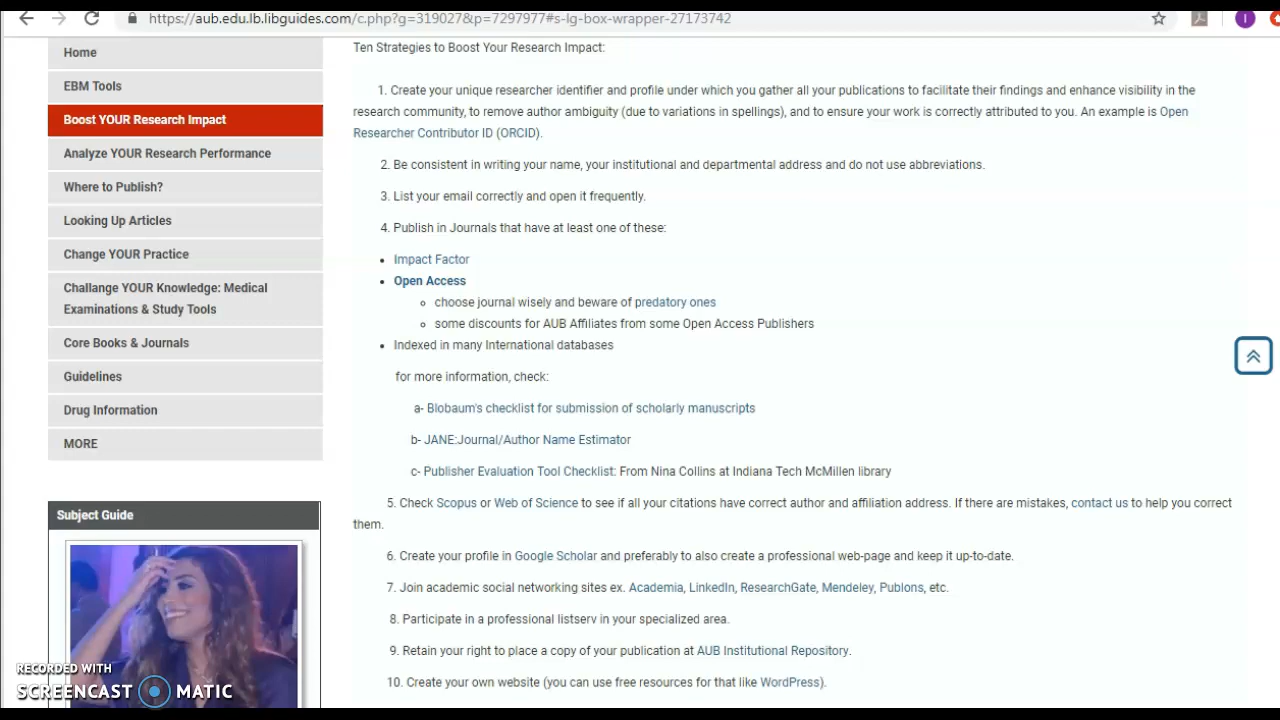 https://aub.edu.lb.libguides.com/c.php?g=319027&p=7297977#s-lg-box-wrapper-27173742
I
Home
EBM Tools
Boost YOUR Research Impact
Analyze YOUR Research Performance
Where to Publish?
Looking Up Articles
Change YOUR Practice
Challange YOUR Knowledge: Medical
Examinations & Study Tools
Core Books & Journals
Guidelines
Drug Information
MORE
Subject Guide
RECORDED WITH
SCREENCAST MATIC
Ten Strategies to Boost Your Research Impact:
1. Create your unique researcher identifier and profile under which you gather all your publications to facilitate their findings and enhance visibility in the
research community, to remove author ambiguity (due to variations in spellings), and to ensure your work is correctly attributed to you. An example is Open
Researcher Contributor ID (ORCID).
2. Be consistent in writing your name, your institutional and departmental address and do not use abbreviations.
3. List your email correctly and open it frequently.
4. Publish in Journals that have at least one of these:
• Impact Factor
• Open Access
○ choose journal wisely and beware of predatory ones
○ some discounts for AUB Affiliates from some Open Access Publishers
• Indexed in many International databases
for more information, check:
a- Blobaum's checklist for submission of scholarly manuscripts
b- JANE:Journal/Author Name Estimator
c- Publisher Evaluation Tool Checklist: From Nina Collins at Indiana Tech McMillen library
5. Check Scopus or Web of Science to see if all your citations have correct author and affiliation address. If there are mistakes, contact us to help you correct
them.
6. Create your profile in Google Scholar and preferably to also create a professional web-page and keep it up-to-date.
7. Join academic social networking sites ex. Academia, LinkedIn, ResearchGate, Mendeley, Publons, etc.
8. Participate in a professional listserv in your specialized area.
9. Retain your right to place a copy of your publication at AUB Institutional Repository.
10. Create your own website (you can use free resources for that like WordPress).